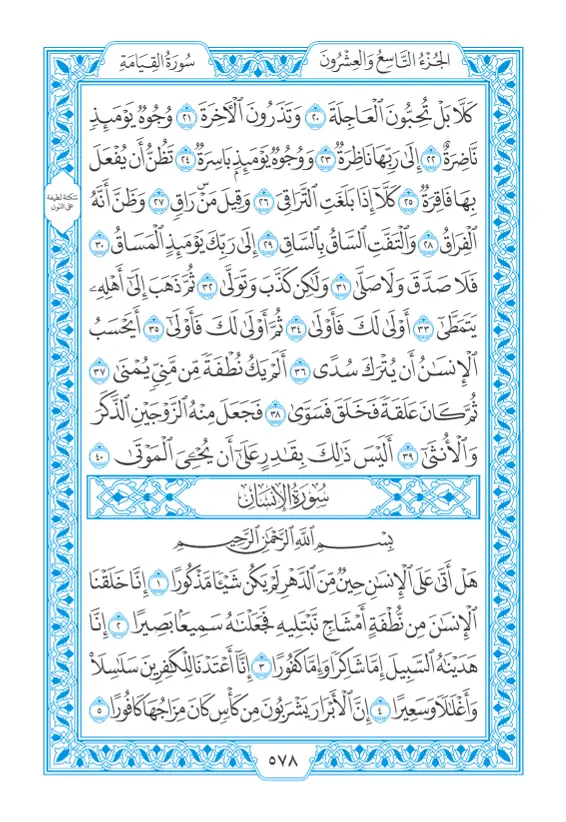 الجُزْءُ التَّاسِعُ وَالعِشْرُونَ
سُورَةُ القِيَامَةِ
كَلَّا بَلْ تُحِبُّونَ ٱلْعَاجِلَةَ ٢٠ وَتَذَرُونَ ٱلْءَاخِرَةَ ٢١ وُجُوهٌ يَوْمَئِذٍ
نَّاضِرَةٌ ٢٢ إِلَىٰ رَبِّهَا نَاظِرَةٌ ٢٣ وَوُجُوهٌ يَوْمَئِذٍۭ بَاسِرَةٌ ٢٤ تَظُنُّ أَن يُفْعَلَ
بِهَا فَاقِرَةٌ ٢٥ كَلَّآ إِذَا بَلَغَتِ ٱلتَّرَاقِيَ ٢٦ وَقِيلَ مَنْۜ رَاقٍ ٢٧ وَظَنَّ أَنَّهُ
سكتة لطيفة
على النون
ٱلْفِرَاقُ ٢٨ وَٱلْتَفَّتِ ٱلسَّاقُ بِٱلسَّاقِ ٢٩ إِلَىٰ رَبِّكَ يَوْمَئِذٍ ٱلْمَسَاقُ ٣٠
فَلَا صَدَّقَ وَلَا صَلَّىٰ ٣١ وَلَٰكِن كَذَّبَ وَتَوَلَّىٰ ٣٢ ثُمَّ ذَهَبَ إِلَىٰٓ أَهْلِهِۦ
يَتَمَطَّىٰٓ ٣٣ أَوْلَىٰ لَكَ فَأَوْلَىٰ ٣٤ ثُمَّ أَوْلَىٰ لَكَ فَأَوْلَىٰٓ ٣٥ أَيَحْسَبُ
ٱلْإِنسَٰنُ أَن يُتْرَكَ سُدًى ٣٦ أَلَمْ يَكُ نُطْفَةً مِّن مَّنِيٍّ يُمْنَىٰ ٣٧
ثُمَّ كَانَ عَلَقَةً فَخَلَقَ فَسَوَّىٰ ٣٨ فَجَعَلَ مِنْهُ ٱلزَّوْجَيْنِ ٱلذَّكَرَ
وَٱلْأُنثَىٰٓ ٣٩ أَلَيْسَ ذَٰلِكَ بِقَٰدِرٍ عَلَىٰٓ أَن يُحْـِۧيَ ٱلْمَوْتَىٰ ٤٠
سُورَةُ الإِنسَانِ
بِسْمِ ٱللَّهِ ٱلرَّحْمَٰنِ ٱلرَّحِيمِ
هَلْ أَتَىٰ عَلَى ٱلْإِنسَٰنِ حِينٌ مِّنَ ٱلدَّهْرِ لَمْ يَكُن شَيْـًٔا مَّذْكُورًا ١ إِنَّا خَلَقْنَا
ٱلْإِنسَٰنَ مِن نُّطْفَةٍ أَمْشَاجٍ نَّبْتَلِيهِ فَجَعَلْنَٰهُ سَمِيعًۢا بَصِيرًا ٢ إِنَّا
هَدَيْنَٰهُ ٱلسَّبِيلَ إِمَّا شَاكِرًا وَإِمَّا كَفُورًا ٣ إِنَّآ أَعْتَدْنَا لِلْكَٰفِرِينَ سَلَٰسِلَا۟
وَأَغْلَٰلًا وَسَعِيرًا ٤ إِنَّ ٱلْأَبْرَارَ يَشْرَبُونَ مِن كَأْسٍ كَانَ مِزَاجُهَا كَافُورًا ٥
٥٧٨